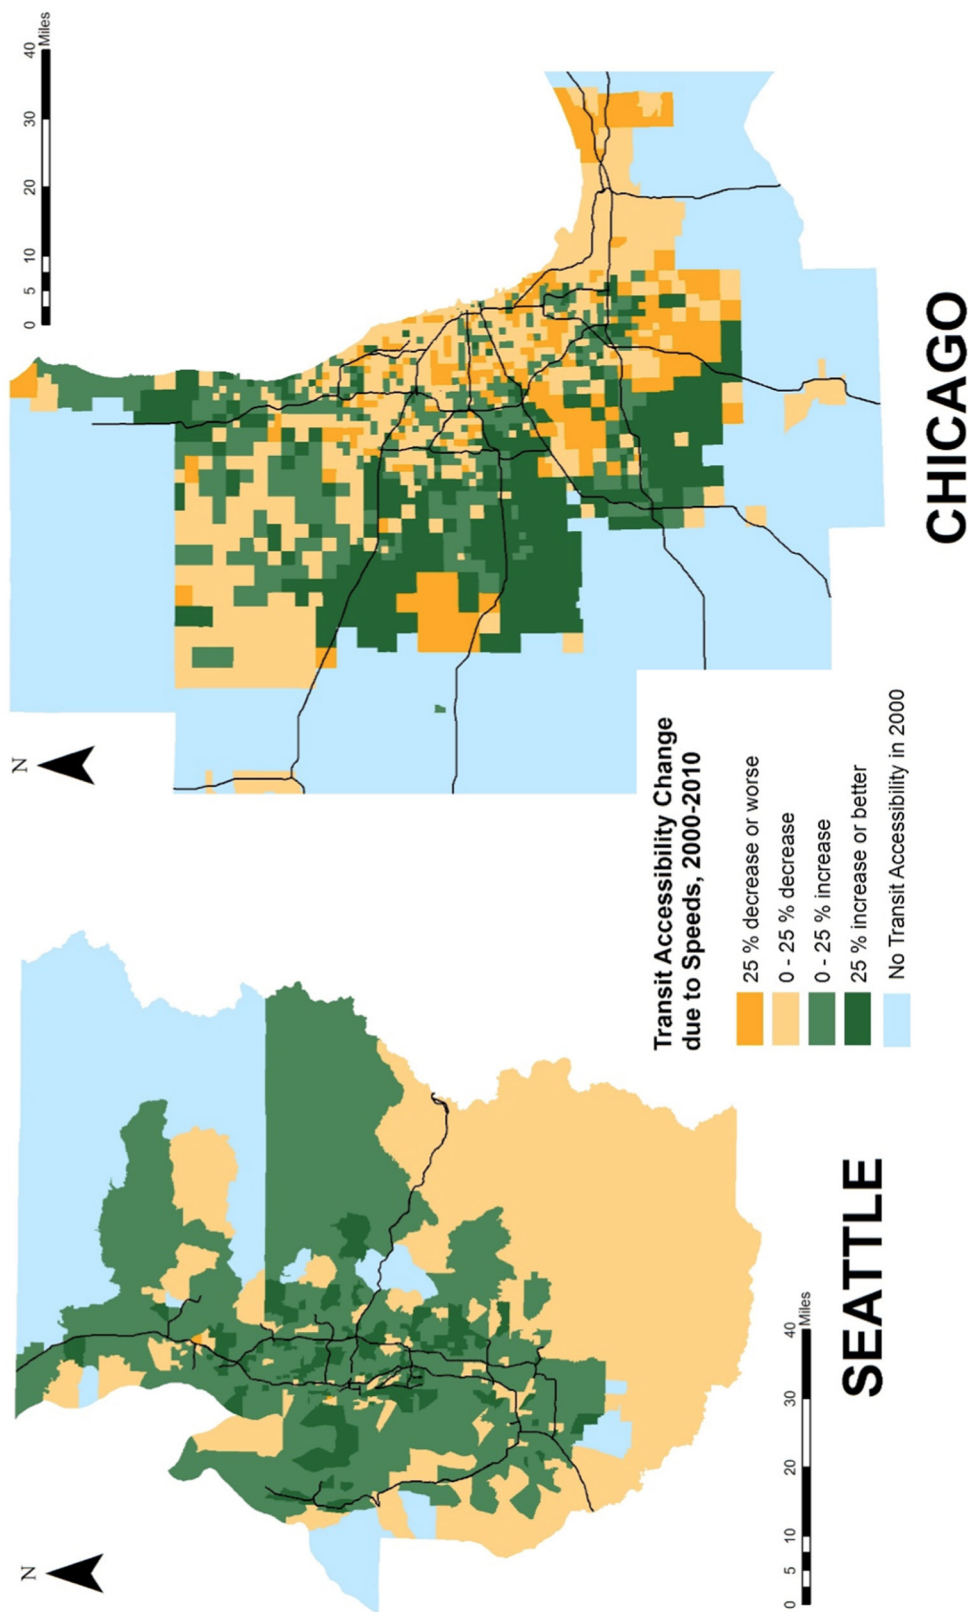 N
0 5 10 20 30 40
Miles
SEATTLE
Transit Accessibility Change
due to Speeds, 2000-2010
25 % decrease or worse
0 - 25 % decrease
0 - 25 % increase
25 % increase or better
No Transit Accessibility in 2000
N
0 5 10 20 30 40
Miles
CHICAGO